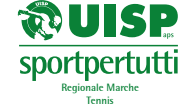 UISP
aps
sportpertutti
Regionale Marche
Tennis